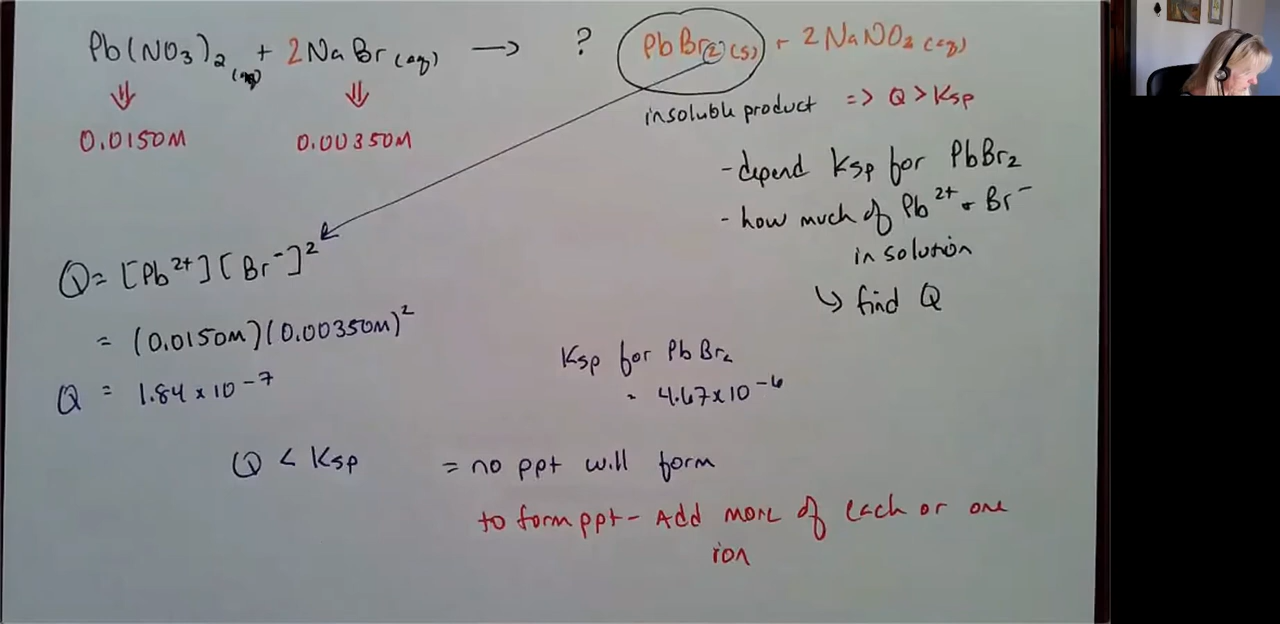 Pb(NO3)2 (aq) + 2NaBr (aq) → ? PbBr2 (s) + 2NaNO3 (aq)
0.0150M 0.00350M
insoluble product => Q > Ksp
- depend Ksp for PbBr2
- how much of Pb2+ & Br-
in solution
↳ find Q
Q = [Pb2+][Br-]2
= (0.0150M)(0.00350M)2
Q = 1.84 x 10-7
Ksp for PbBr2
= 4.67x10-6
Q < Ksp = no ppt will form
to form ppt - Add more of each or one
ion